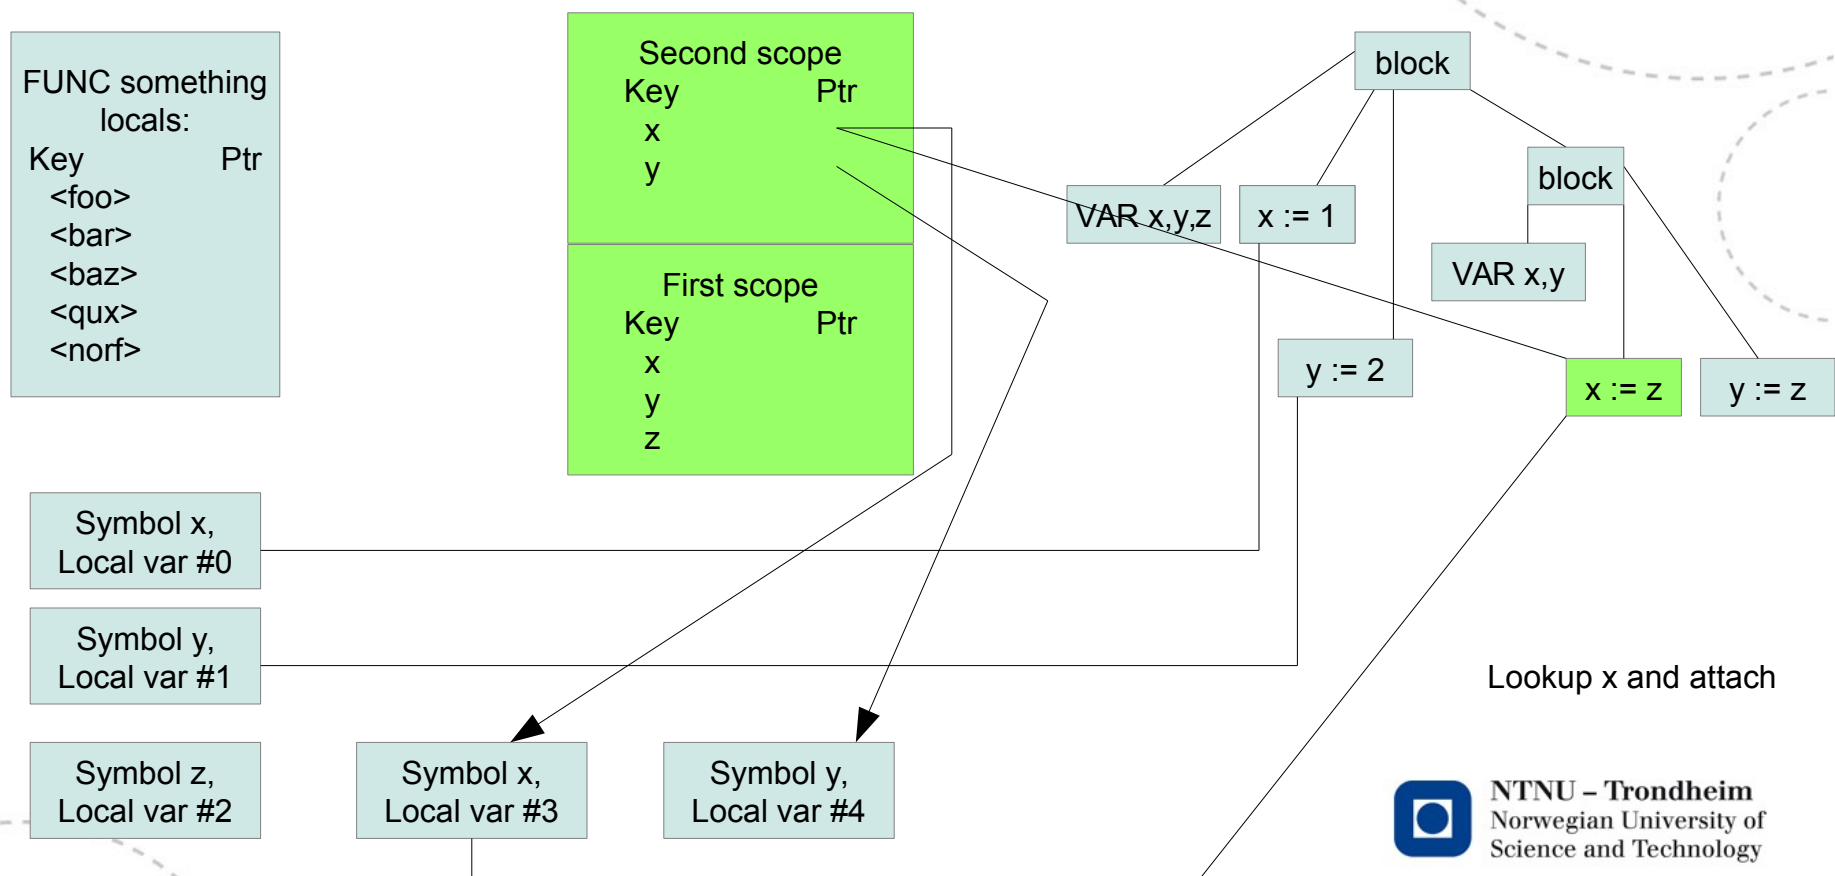 FUNC something
locals:
Key Ptr
<foo>
<bar>
<baz>
<qux>
<norf>
Second scope
Key Ptr
x
y
First scope
Key Ptr
x
y
z
block
VAR x,y,z
x := 1
block
VAR x,y
y := 2
x := z
y := z
Symbol x,
Local var #0
Symbol y,
Local var #1
Symbol z,
Local var #2
Symbol x,
Local var #3
Symbol y,
Local var #4
Lookup x and attach
NTNU – Trondheim
Norwegian University of
Science and Technology